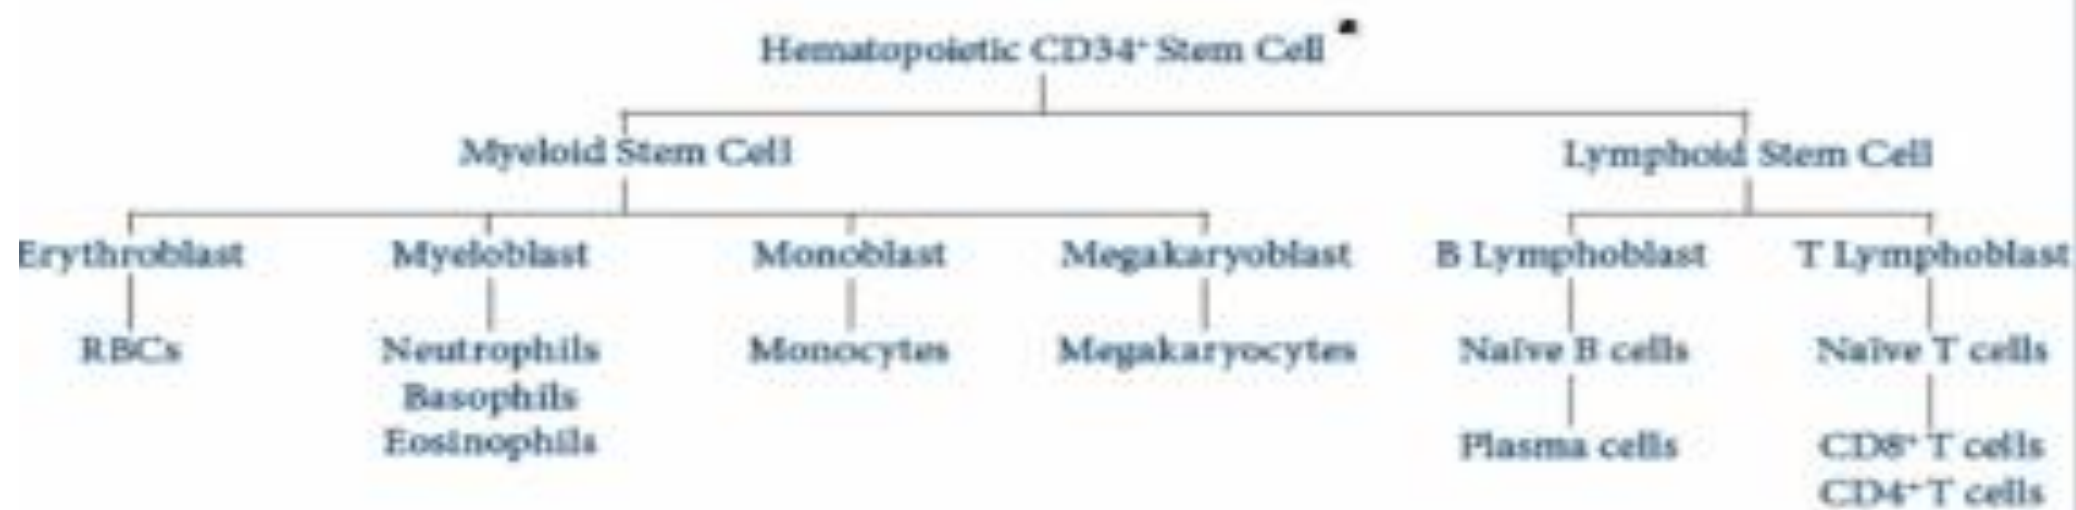 Hematopoietic CD34⁺ Stem Cell
Myeloid Stem Cell Lymphoid Stem Cell
Erythroblast Myeloblast Monoblast Megakaryoblast B Lymphoblast T Lymphoblast
RBCs Neutrophils Monocytes Megakaryocytes Naïve B cells Naïve T cells
Basophils
Eosinophils Plasma cells CD8⁺ T cells
CD4⁺ T cells